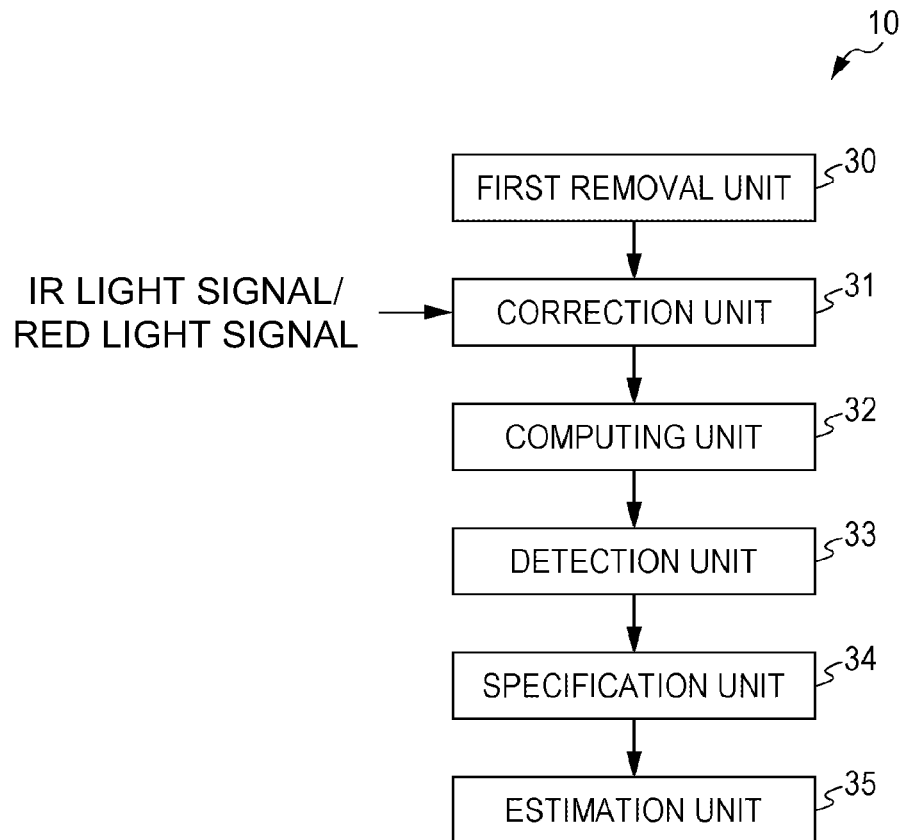 10
FIRST REMOVAL UNIT
30
IR LIGHT SIGNAL/
RED LIGHT SIGNAL
CORRECTION UNIT
31
COMPUTING UNIT
32
DETECTION UNIT
33
SPECIFICATION UNIT
34
ESTIMATION UNIT
35